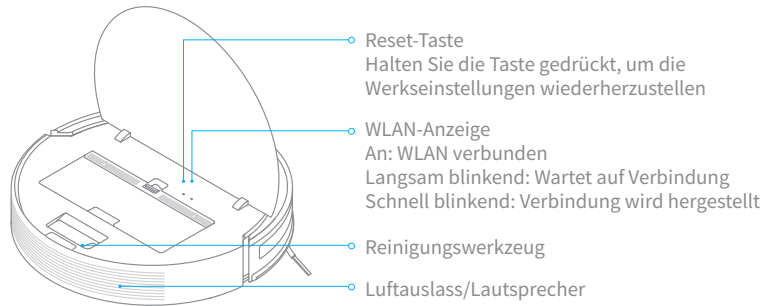 Reset-Taste
Halten Sie die Taste gedrückt, um die
Werkseinstellungen wiederherzustellen
WLAN-Anzeige
An: WLAN verbunden
Langsam blinkend: Wartet auf Verbindung
Schnell blinkend: Verbindung wird hergestellt
Reinigungswerkzeug
Luftauslass/Lautsprecher